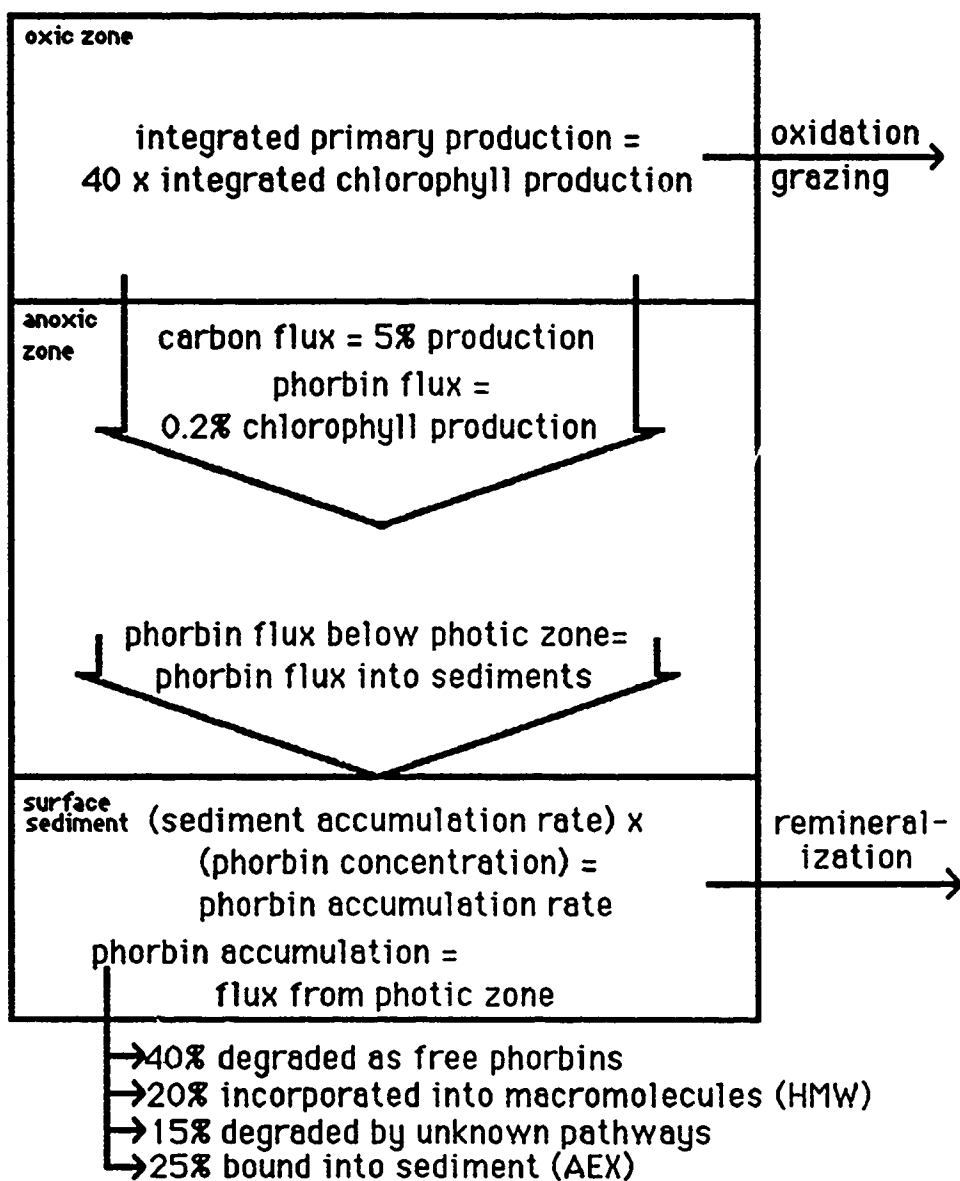 oxic zone
integrated primary production =
40 x integrated chlorophyll production
oxidation
grazing
anoxic
zone
carbon flux = 5% production
phorbin flux =
0.2% chlorophyll production
phorbin flux below photic zone=
phorbin flux into sediments
surface
sediment (sediment accumulation rate) x
(phorbin concentration) =
phorbin accumulation rate
remineral-
ization
phorbin accumulation =
flux from photic zone
40% degraded as free phorbins
20% incorporated into macromolecules (HMW)
15% degraded by unknown pathways
25% bound into sediment (AEX)